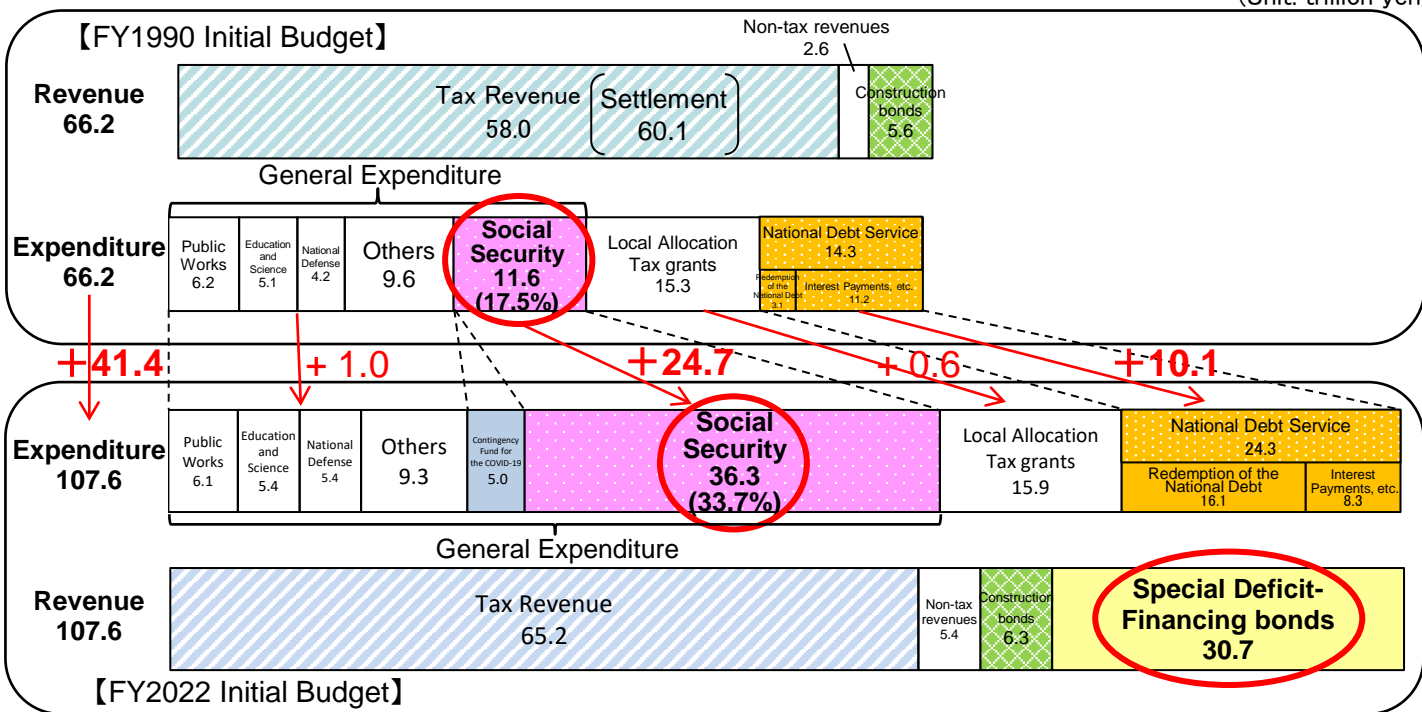 (Unit: trillion yen
【FY1990 Initial Budget】
Non-tax revenues
2.6
Revenue
66.2
Tax Revenue
58.0
Settlement
60.1
Construction
bonds
5.6
General Expenditure
Expenditure
66.2
Public
Works
6.2
Education
and
Science
5.1
National
Defense
4.2
Others
9.6
Social
Security
11.6
(17.5%)
Local Allocation
Tax grants
15.3
National Debt Service
14.3
Redemption
of the
National Debt
3.1
Interest Payments, etc.
11.2
+41.4
+ 1.0
+24.7
+ 0.6
+10.1
Expenditure
107.6
Public
Works
6.1
Education
and
Science
5.4
National
Defense
5.4
Others
9.3
Contingency
Fund for
the COVID-19
5.0
Social
Security
36.3
(33.7%)
Local Allocation
Tax grants
15.9
National Debt Service
24.3
Redemption of the
National Debt
16.1
Interest
Payments, etc.
8.3
General Expenditure
Revenue
107.6
Tax Revenue
65.2
Non-tax
revenues
5.4
Construction
bonds
6.3
Special Deficit-
Financing bonds
30.7
【FY2022 Initial Budget】